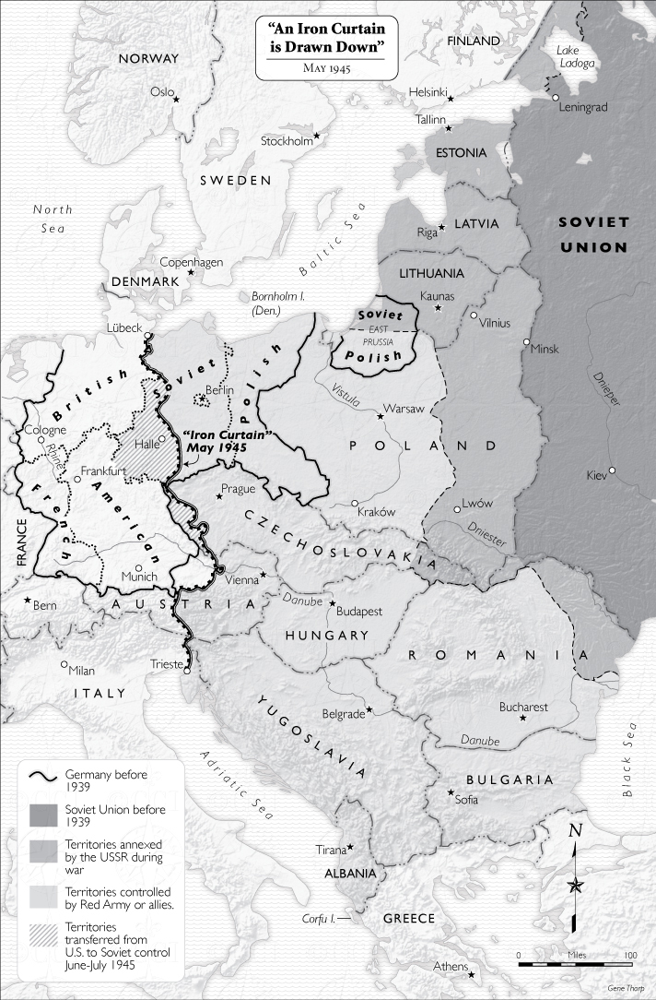 “An Iron Curtain
is Drawn Down”
May 1945
NORWAY
Oslo
FINLAND
Lake
Ladoga
Helsinki
Leningrad
Tallinn
Stockholm
ESTONIA
SWEDEN
North
Sea
Baltic Sea
SOVIET
UNION
LATVIA
Riga
Copenhagen
DENMARK
LITHUANIA
Bornholm I.
(Den.)
Kaunas
Vilnius
Soviet
EAST
PRUSSIA
Polish
Lübeck
Minsk
British
Soviet
Polish
Dnieper
Berlin
Vistula
Warsaw
Cologne
Rhine
Halle
“Iron Curtain”
May 1945
POLAND
Frankfurt
Kiev
French
American
Prague
Kraków
Lwów
CZECHOSLOVAKIA
Dniester
FRANCE
Munich
Vienna
Bern
AUSTRIA
Danube
Budapest
HUNGARY
ROMANIA
Milan
Trieste
ITALY
YUGOSLAVIA
Belgrade
Bucharest
Danube
Black Sea
Adriatic Sea
BULGARIA
Sofia
Tirana
ALBANIA
Corfu I.
GREECE
Athens
Germany before
1939
Soviet Union before
1939
Territories annexed
by the USSR during
war
Territories controlled
by Red Army or allies.
Territories
transferred from
U.S. to Soviet control
June-July 1945
N
0 Miles 100
Gene Thorp